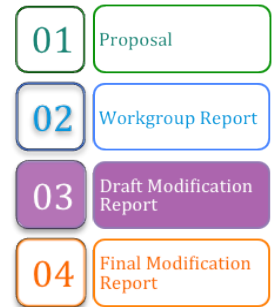 01
Proposal
02
Workgroup Report
03
Draft Modification
Report
04
Final Modification
Report